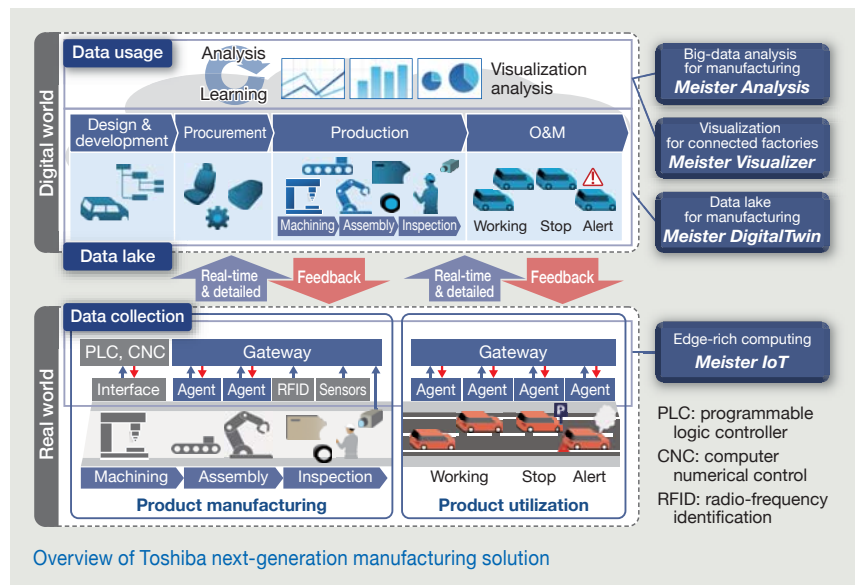 Digital world
Data usage
Analysis
Learning
Visualization
analysis
Design &
development
Procurement
Production
O&M
Machining
Assembly
Inspection
Working
Stop
Alert
Data lake
Real-time
& detailed
Feedback
Real-time
& detailed
Feedback
Big-data analysis
for manufacturing
Meister Analysis
Visualization
for connected factories
Meister Visualizer
Data lake
for manufacturing
Meister DigitalTwin
Real world
Data collection
PLC, CNC
Gateway
Interface
Agent
Agent
RFID
Sensors
Machining
Assembly
Inspection
Product manufacturing
Gateway
Agent
Agent
Agent
Agent
P
Working
Stop
Alert
Product utilization
Edge-rich computing
Meister IoT
PLC: programmable
logic controller
CNC: computer
numerical control
RFID: radio-frequency
identification
Overview of Toshiba next-generation manufacturing solution